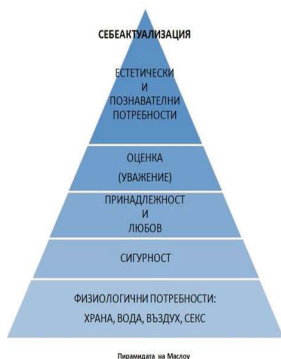 СЕБЕАКТУАЛИЗАЦИЯ
ЕСТЕТИЧЕСКИ
И
ПОЗНАВАТЕЛНИ
ПОТРЕБНОСТИ
ОЦЕНКА
(УВАЖЕНИЕ)
ПРИНАДЛЕЖНОСТ
И
ЛЮБОВ
СИГУРНОСТ
ФИЗИОЛОГИЧНИ ПОТРЕБНОСТИ:
ХРАНА, ВОДА, ВЪЗДУХ, СЕКС
Пирамидата на Маслоу